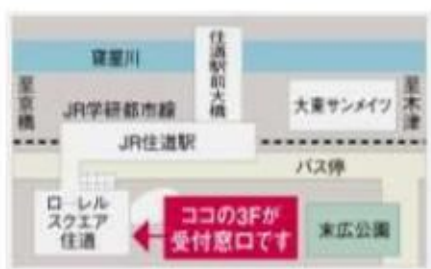 寝屋川
住道駅前大橋
至京橋
JR学研都市線
大東サンメイツ
至木津
JR住道駅
バス停
ローレル
スクエア
住道
ココの3Fが
受付窓口です
末広公園